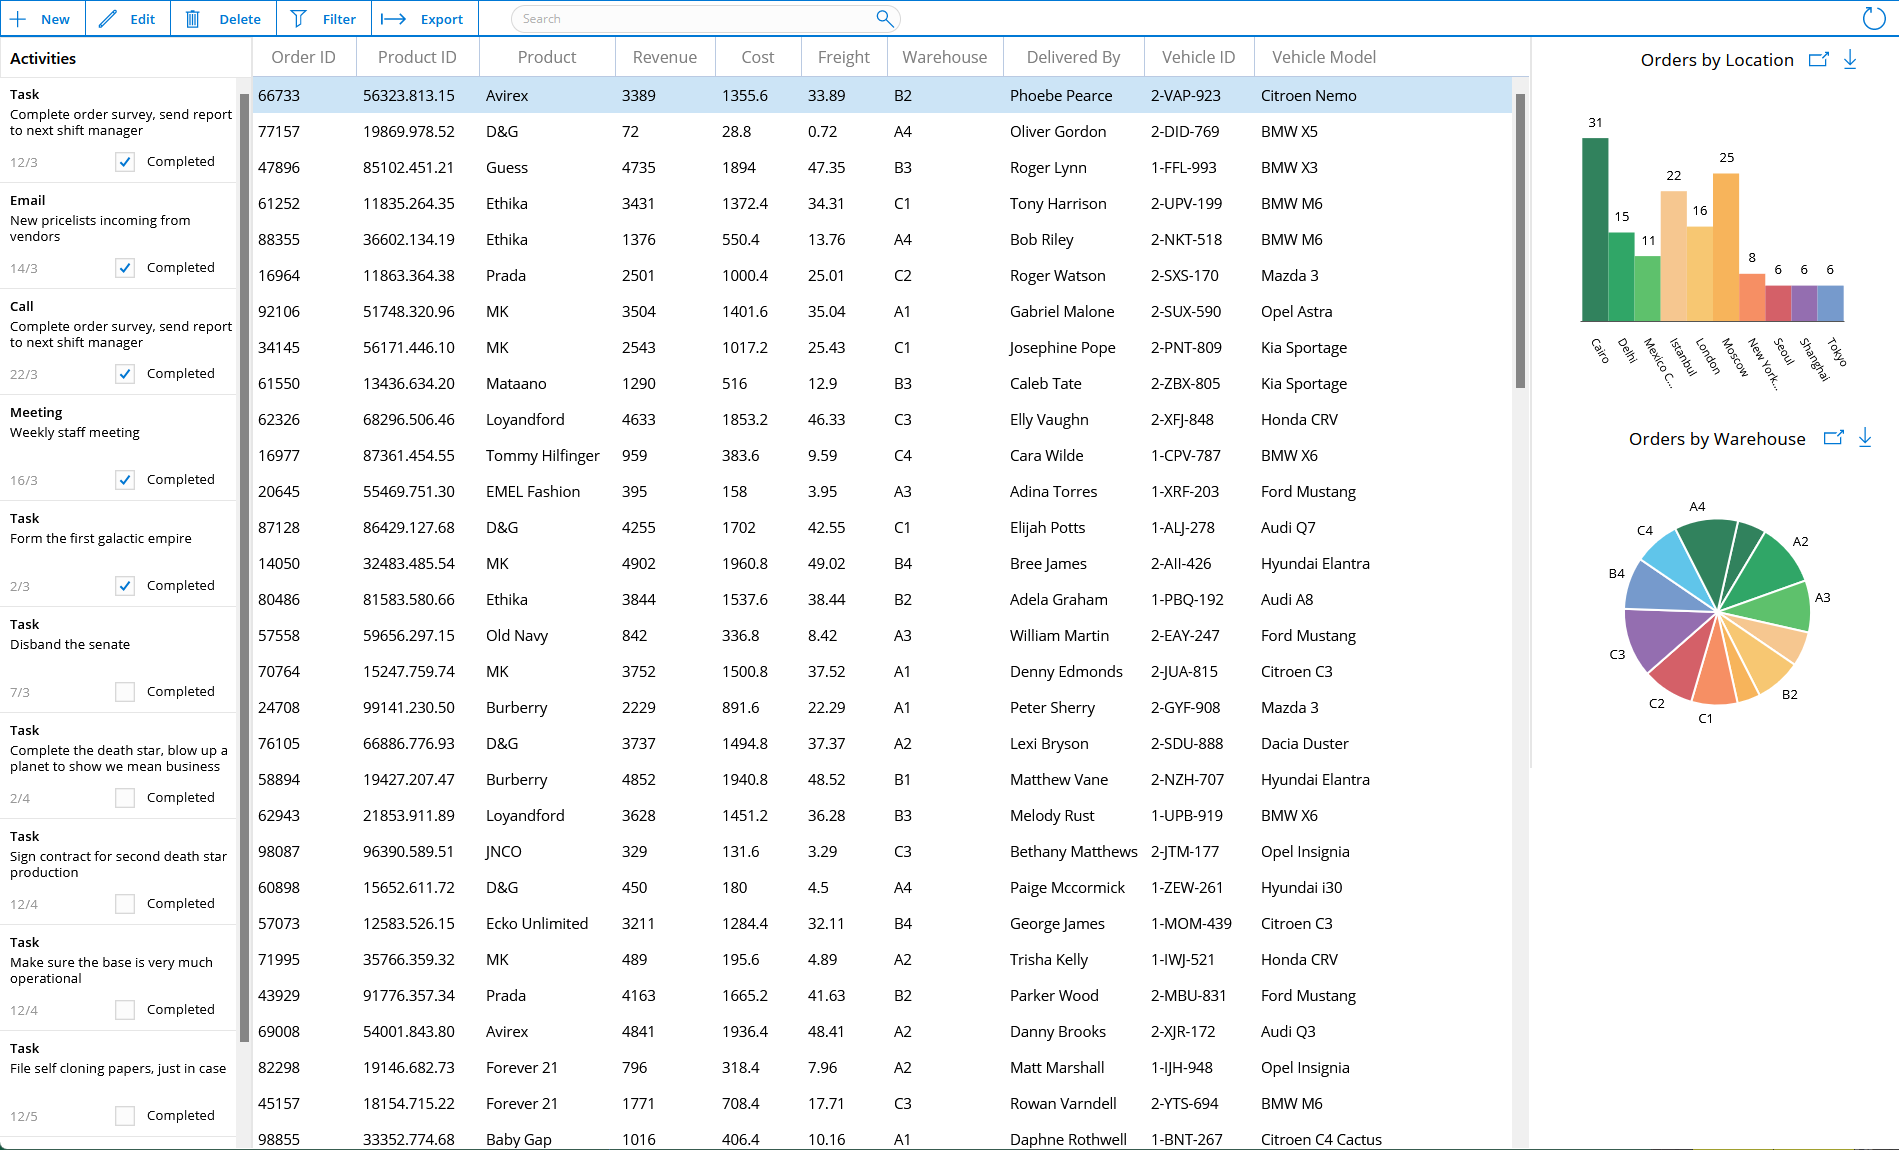 New Edit Delete Filter Export Search
Activities
Task
Complete order survey, send report
to next shift manager
12/3 Completed
Email
New pricelists incoming from
vendors
14/3 Completed
Call
Complete order survey, send report
to next shift manager
22/3 Completed
Meeting
Weekly staff meeting
16/3 Completed
Task
Form the first galactic empire
2/3 Completed
Task
Disband the senate
7/3 Completed
Task
Complete the death star, blow up a
planet to show we mean business
2/4 Completed
Task
Sign contract for second death star
production
12/4 Completed
Task
Make sure the base is very much
operational
12/4 Completed
Task
File self cloning papers, just in case
12/5 Completed
Order ID Product ID Product Revenue Cost Freight Warehouse Delivered By Vehicle ID Vehicle Model
66733 56323.813.15 Avirex 3389 1355.6 33.89 B2 Phoebe Pearce 2-VAP-923 Citroen Nemo
77157 19869.978.52 D&G 72 28.8 0.72 A4 Oliver Gordon 2-DID-769 BMW X5
47896 85102.451.21 Guess 4735 1894 47.35 B3 Roger Lynn 1-FFL-993 BMW X3
61252 11835.264.35 Ethika 3431 1372.4 34.31 C1 Tony Harrison 2-UPV-199 BMW M6
88355 36602.134.19 Ethika 1376 550.4 13.76 A4 Bob Riley 2-NKT-518 BMW M6
16964 11863.364.38 Prada 2501 1000.4 25.01 C2 Roger Watson 2-SXS-170 Mazda 3
92106 51748.320.96 MK 3504 1401.6 35.04 A1 Gabriel Malone 2-SUX-590 Opel Astra
34145 56171.446.10 MK 2543 1017.2 25.43 C1 Josephine Pope 2-PNT-809 Kia Sportage
61550 13436.634.20 Mataano 1290 516 12.9 B3 Caleb Tate 2-ZBX-805 Kia Sportage
62326 68296.506.46 Loyandford 4633 1853.2 46.33 C3 Elly Vaughn 2-XFJ-848 Honda CRV
16977 87361.454.55 Tommy Hilfinger 959 383.6 9.59 C4 Cara Wilde 1-CPV-787 BMW X6
20645 55469.751.30 EMEL Fashion 395 158 3.95 A3 Adina Torres 1-XRF-203 Ford Mustang
87128 86429.127.68 D&G 4255 1702 42.55 C1 Elijah Potts 1-ALJ-278 Audi Q7
14050 32483.485.54 MK 4902 1960.8 49.02 B4 Bree James 2-AII-426 Hyundai Elantra
80486 81583.580.66 Ethika 3844 1537.6 38.44 B2 Adela Graham 1-PBQ-192 Audi A8
57558 59656.297.15 Old Navy 842 336.8 8.42 A3 William Martin 2-EAY-247 Ford Mustang
70764 15247.759.74 MK 3752 1500.8 37.52 A1 Denny Edmonds 2-JUA-815 Citroen C3
24708 99141.230.50 Burberry 2229 891.6 22.29 A1 Peter Sherry 2-GYF-908 Mazda 3
76105 66886.776.93 D&G 3737 1494.8 37.37 A2 Lexi Bryson 2-SDU-888 Dacia Duster
58894 19427.207.47 Burberry 4852 1940.8 48.52 B1 Matthew Vane 2-NZH-707 Hyundai Elantra
62943 21853.911.89 Loyandford 3628 1451.2 36.28 B3 Melody Rust 1-UPB-919 BMW X6
98087 96390.589.51 JNCO 329 131.6 3.29 C3 Bethany Matthews 2-JTM-177 Opel Insignia
60898 15652.611.72 D&G 450 180 4.5 A4 Paige Mccormick 1-ZEW-261 Hyundai i30
57073 12583.526.15 Ecko Unlimited 3211 1284.4 32.11 B4 George James 1-MOM-439 Citroen C3
71995 35766.359.32 MK 489 195.6 4.89 A2 Trisha Kelly 1-IWJ-521 Honda CRV
43929 91776.357.34 Prada 4163 1665.2 41.63 B2 Parker Wood 2-MBU-831 Ford Mustang
69008 54001.843.80 Avirex 4841 1936.4 48.41 A2 Danny Brooks 2-XJR-172 Audi Q3
82298 19146.682.73 Forever 21 796 318.4 7.96 A2 Matt Marshall 1-IJH-948 Opel Insignia
45157 18154.715.22 Forever 21 1771 708.4 17.71 C3 Rowan Varndell 2-YTS-694 BMW M6
98855 33352.774.68 Baby Gap 1016 406.4 10.16 A1 Daphne Rothwell 1-BNT-267 Citroen C4 Cactus
Orders by Location
31 15 11 22 16 25 8 6 6 6
Cairo Delhi Mexico C... Istanbul London Moscow New York... Seoul Shanghai Tokyo
Orders by Warehouse
A4
C4
A2
B4
A3
C3
B2
C2
C1